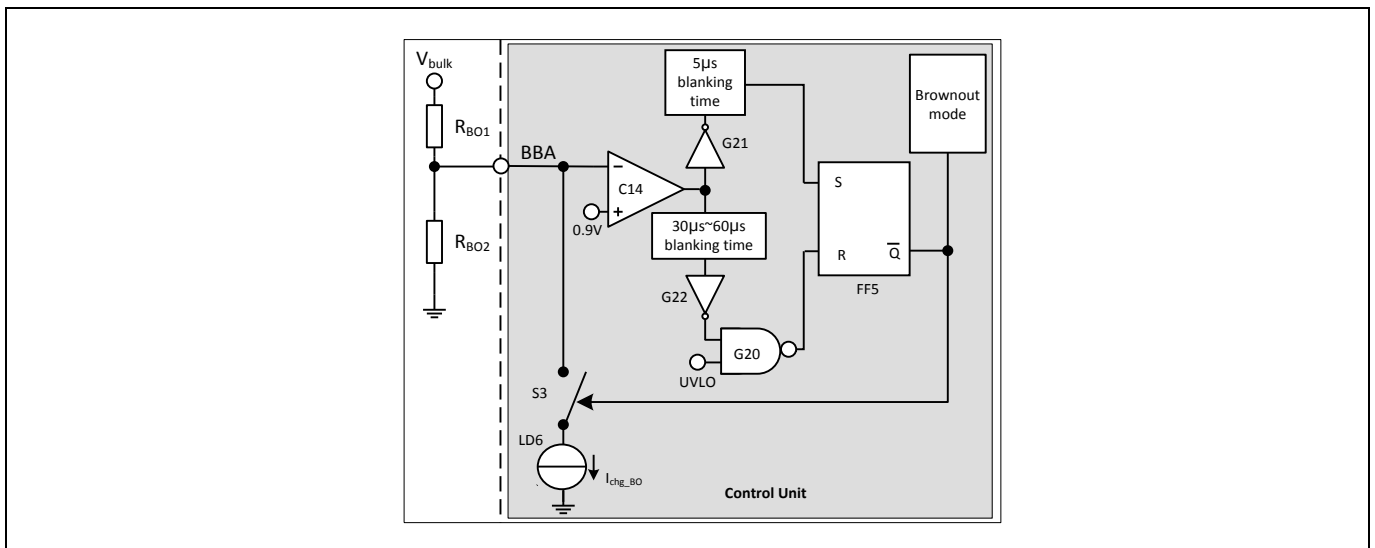 V_bulk
R_BO1
R_BO2
BBA
5µs
blanking
time
G21
C14
0.9V
30µs~60µs
blanking time
G22
G20
UVLO
S
R
Q̅
FF5
Brownout
mode
S3
LD6
I_chg_BO
Control Unit